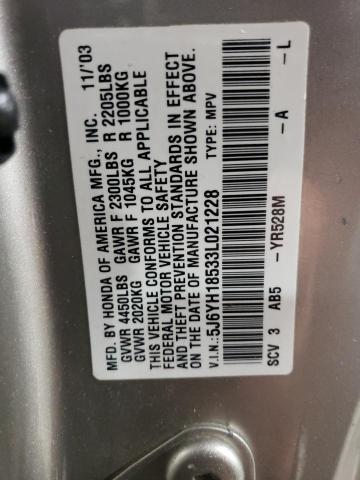 MFD. BY HONDA OF AMERICA MFG., INC. 11/'03
GVWR 4450LBS GAWR F 2300LBS R 2205LBS
GVWR 2020KG GAWR F 1045KG R 1000KG
THIS VEHICLE CONFORMS TO ALL APPLICABLE
FEDERAL MOTOR VEHICLE SAFETY
AND THEFT PREVENTION STANDARDS IN EFFECT
ON THE DATE OF MANUFACTURE SHOWN ABOVE.
V.I.N.: 5J6YH18533L021228 TYPE: MPV
SCV 3 AB5 -YR528M -A -L